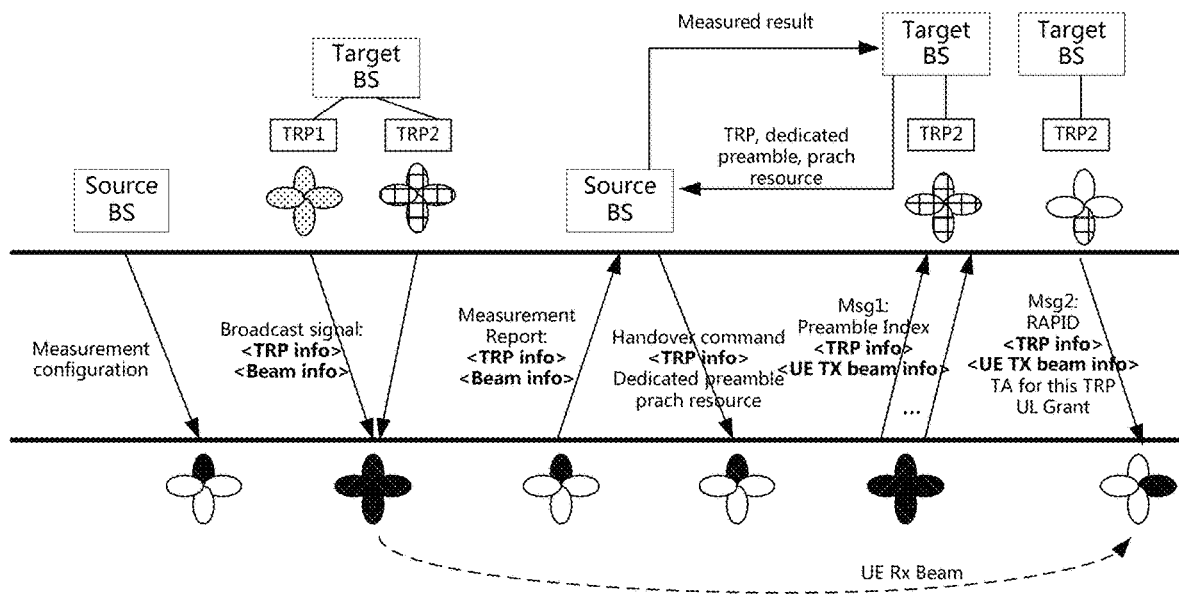 Measured result
Target
BS
Target
BS
Target
BS
TRP1
TRP2
TRP2
TRP2
TRP, dedicated
preamble, prach
resource
Source
BS
Source
BS
Measurement
configuration
Broadcast signal:
<TRP info>
<Beam info>
Measurement
Report:
<TRP info>
<Beam info>
Handover command
<TRP info>
Dedicated preamble
prach resource
Msg1:
Preamble Index
<TRP info>
<UE TX beam info>
...
Msg2:
RAPID
<TRP info>
<UE TX beam info>
TA for this TRP
UL Grant
UE Rx Beam